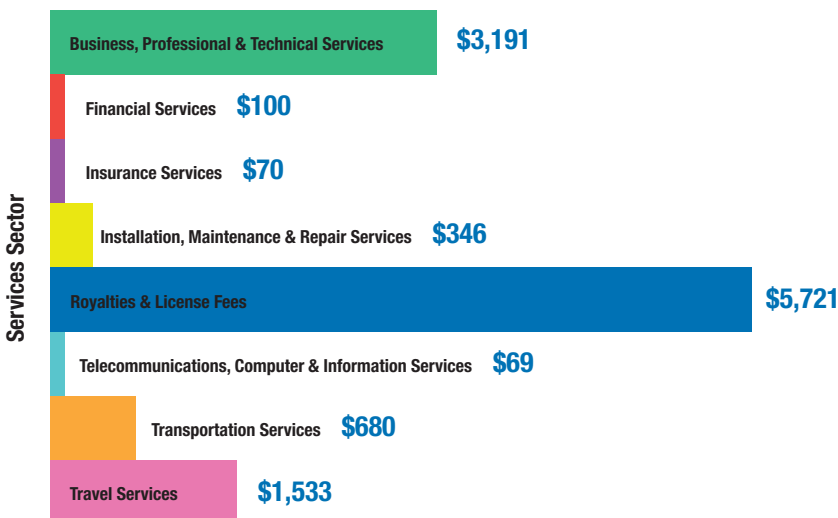 Services Sector
Business, Professional & Technical Services $3,191
Financial Services $100
Insurance Services $70
Installation, Maintenance & Repair Services $346
Royalties & License Fees $5,721
Telecommunications, Computer & Information Services $69
Transportation Services $680
Travel Services $1,533